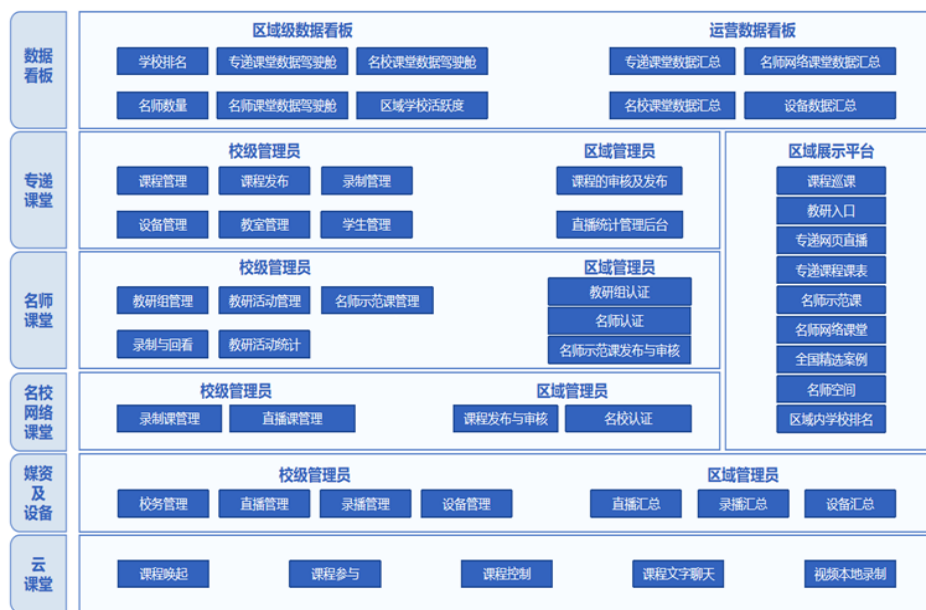 数据
看板
区域级数据看板
运营数据看板
学校排名
专递课堂数据驾驶舱
名校课堂数据驾驶舱
专递课堂数据汇总
名师网络课堂数据汇总
名师数量
名师课堂数据驾驶舱
区域学校活跃度
名校课堂数据汇总
设备数据汇总
专递
课堂
校级管理员
区域管理员
课程管理
课程发布
录制管理
课程的审核及发布
设备管理
教室管理
学生管理
直播统计管理后台
名师
课堂
校级管理员
区域管理员
教研组管理
教研活动管理
名师示范课管理
教研组认证
名师认证
录制与回看
教研活动统计
名师示范课发布与审核
名校
网络
课堂
校级管理员
区域管理员
录制课管理
直播课管理
课程发布与审核
名校认证
区域展示平台
课程巡课
教研入口
专递网页直播
专递课程课表
名师示范课
名师网络课堂
全国精选案例
名师空间
区域内学校排名
媒资
及
设备
校级管理员
区域管理员
校务管理
直播管理
录播管理
设备管理
直播汇总
录播汇总
设备汇总
云
课堂
课程唤起
课程参与
课程控制
课程文字聊天
视频本地录制